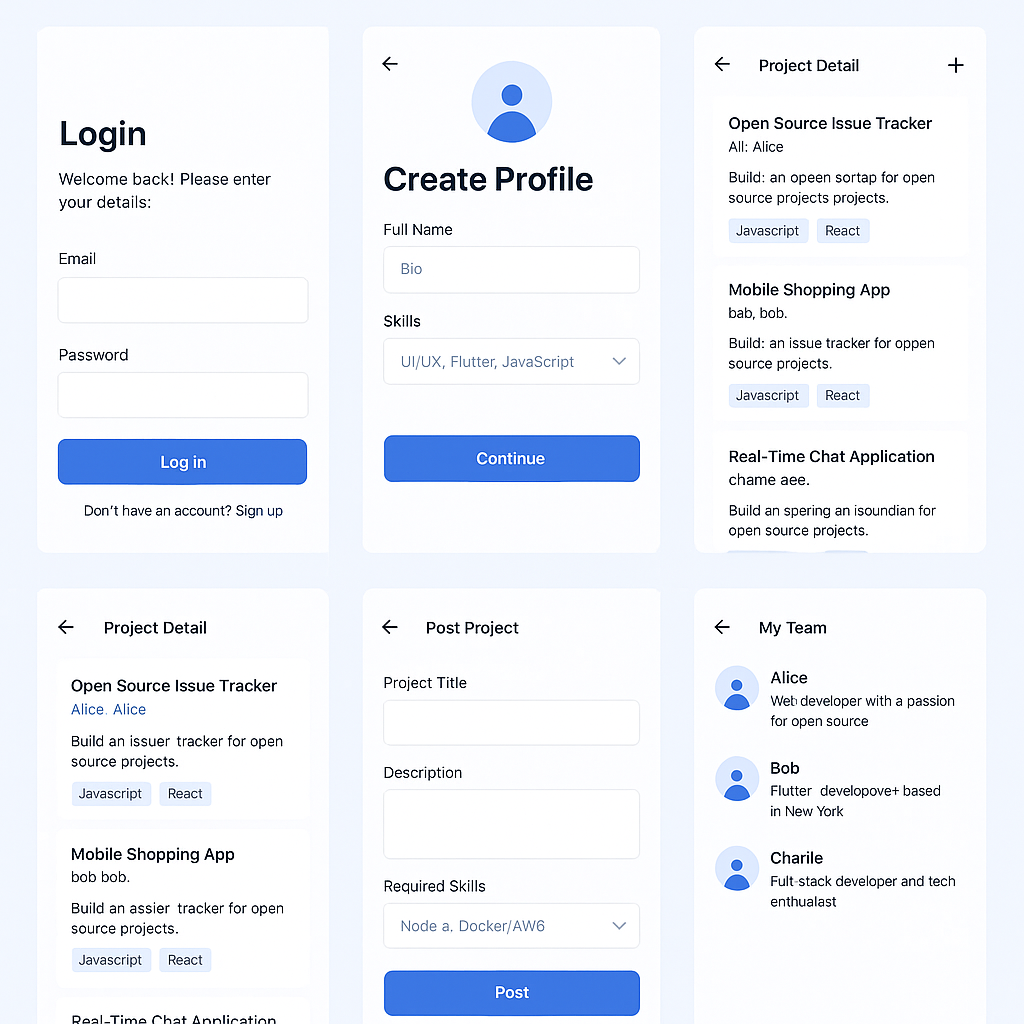 Login
Welcome back! Please enter
your details:
Email
Password
Log in
Don't have an account? Sign up
Create Profile
Full Name
Bio
Skills
UI/UX, Flutter, JavaScript
Continue
Project Detail
Open Source Issue Tracker
All: Alice
Build: an opeen sortap for open
source projects projects.
Javascript React
Mobile Shopping App
bab, bob.
Build: an issue tracker for oppen
source projects.
Javascript React
Real-Time Chat Application
chame aee.
Build an spering an isoundian for
open source projects.
Project Detail
Open Source Issue Tracker
Alice. Alice
Build an issuer tracker for open
source projects.
Javascript React
Mobile Shopping App
bob bob.
Build an assier tracker for open
source projects.
Javascript React
Real-Time Chat Application
Post Project
Project Title
Description
Required Skills
Node a. Docker/AW6
Post
My Team
Alice
Web developer with a passion
for open source
Bob
Flutter developove+ based
in New York
Charile
Fult-stack developer and tech
enthualast